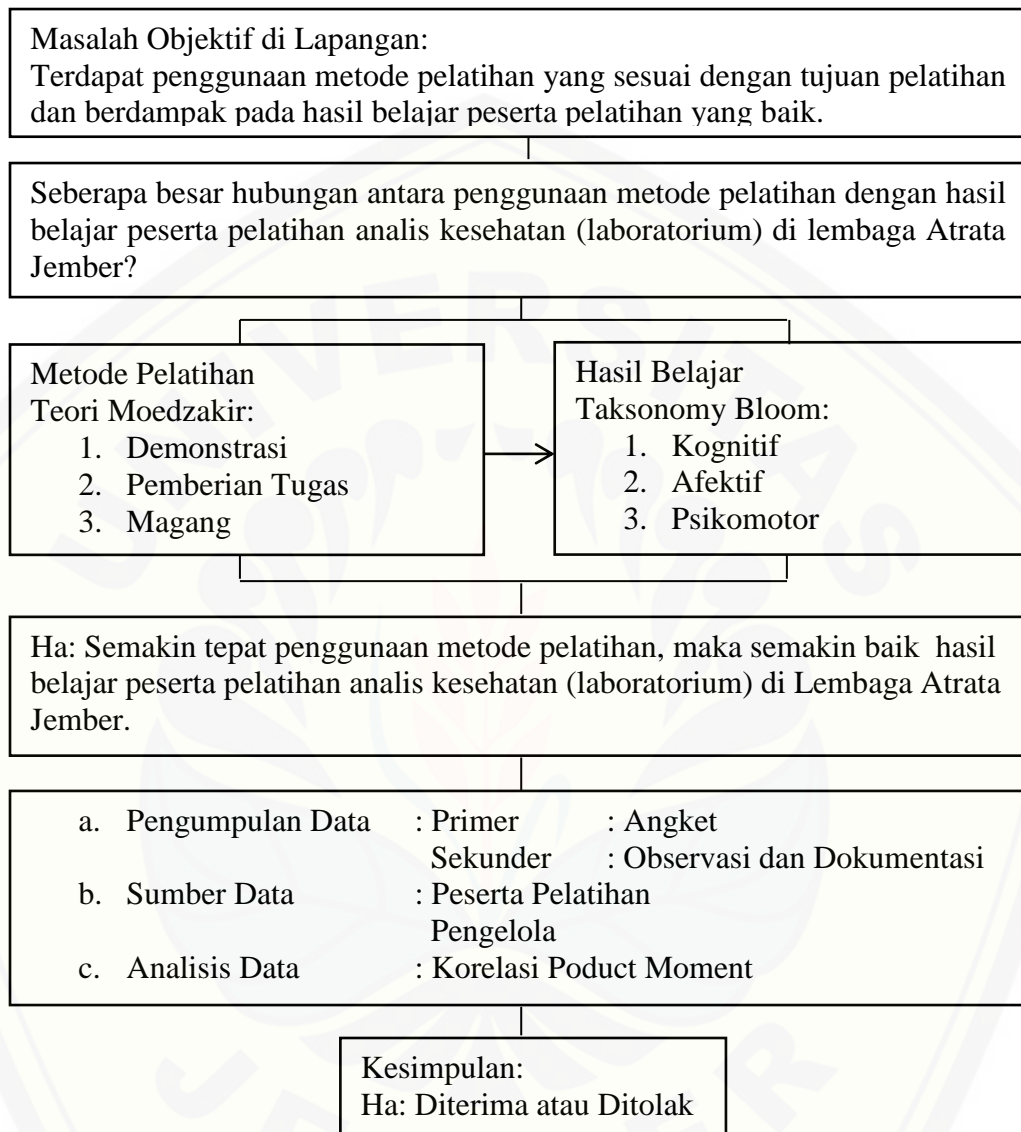 Masalah Objektif di Lapangan:
Terdapat penggunaan metode pelatihan yang sesuai dengan tujuan pelatihan
dan berdampak pada hasil belajar peserta pelatihan yang baik.
Seberapa besar hubungan antara penggunaan metode pelatihan dengan hasil
belajar peserta pelatihan analis kesehatan (laboratorium) di lembaga Atrata
Jember?
Metode Pelatihan
Teori Moedzakir:
1. Demonstrasi
2. Pemberian Tugas
3. Magang
Hasil Belajar
Taksonomy Bloom:
1. Kognitif
2. Afektif
3. Psikomotor
Ha: Semakin tepat penggunaan metode pelatihan, maka semakin baik hasil
belajar peserta pelatihan analis kesehatan (laboratorium) di Lembaga Atrata
Jember.
a. Pengumpulan Data : Primer : Angket
Sekunder : Observasi dan Dokumentasi
b. Sumber Data : Peserta Pelatihan
Pengelola
c. Analisis Data : Korelasi Poduct Moment
Kesimpulan:
Ha: Diterima atau Ditolak
UNIVERSITAS